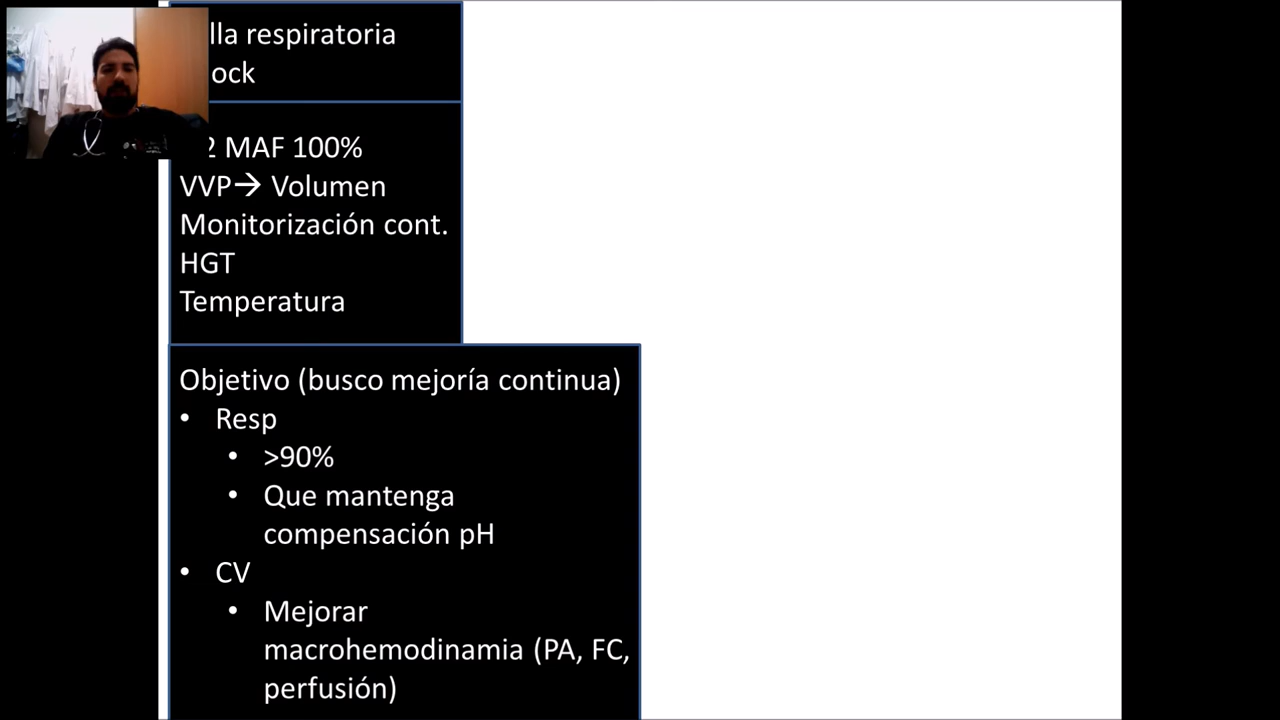 lla respiratoria
ock
2 MAF 100%
VVP→ Volumen
Monitorización cont.
HGT
Temperatura
Objetivo (busco mejoría continua)
• Resp
• >90%
• Que mantenga
compensación pH
• CV
• Mejorar
macrohemodinamia (PA, FC,
perfusión)